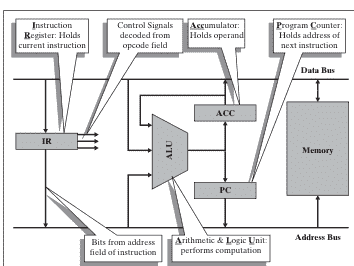 Instruction
Register: Holds
current instruction
Control Signals
decoded from
opcode field
Accumulator:
Holds operand
Program Counter:
Holds address of
next instruction
Data Bus
ACC
IR
ALU
Memory
PC
Address Bus
Bits from address
field of instruction
Arithmetic & Logic Unit:
performs computation